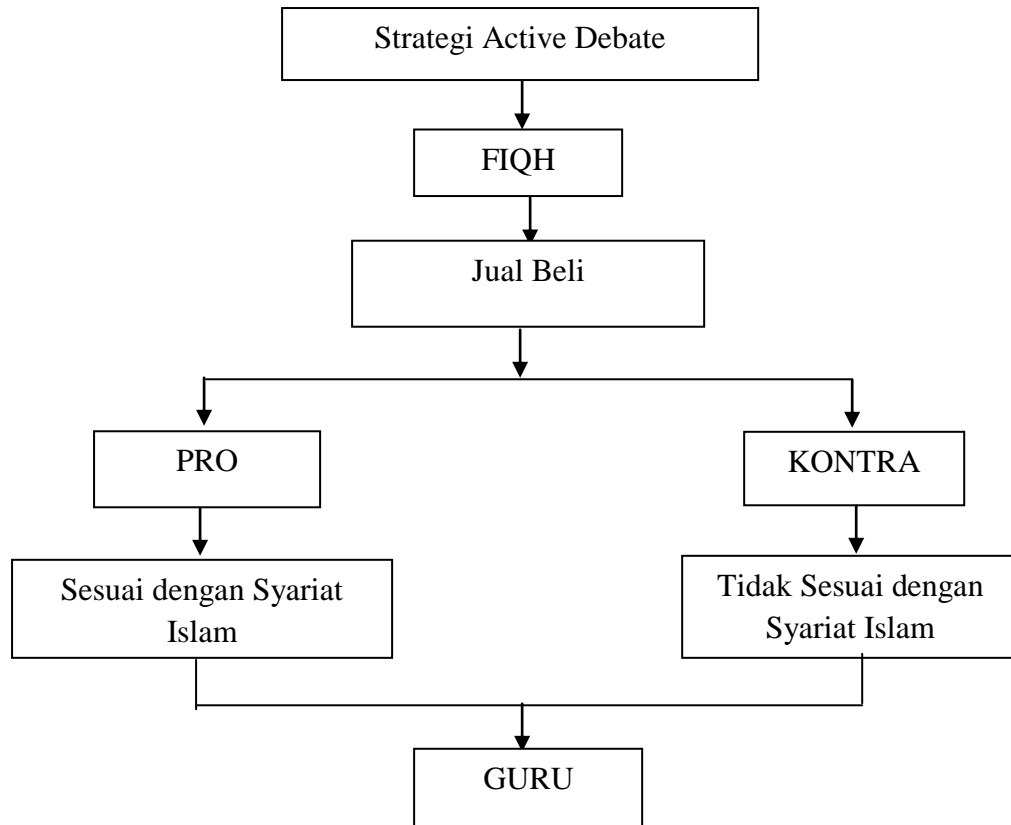 Strategi Active Debate
FIQH
Jual Beli
PRO
KONTRA
Sesuai dengan Syariat
Islam
Tidak Sesuai dengan
Syariat Islam
GURU